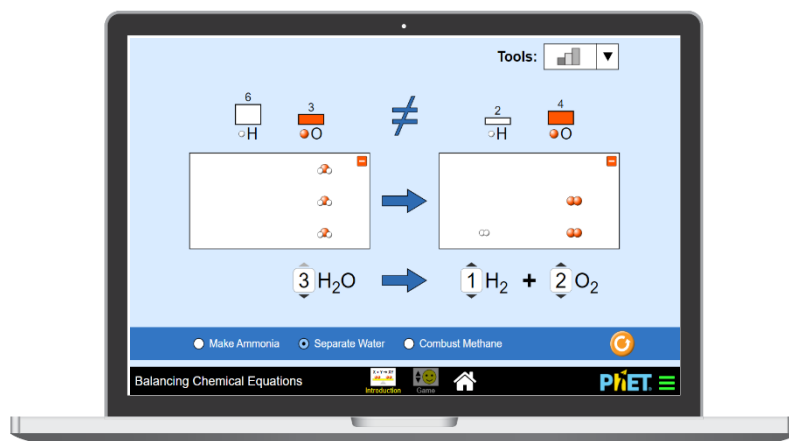 Tools:
6 3 ≠ 2 4
H O H O
3 H₂O 1 H₂ + 2 O₂
Make Ammonia Separate Water Combust Methane
Balancing Chemical Equations
Introduction
Game
PhET